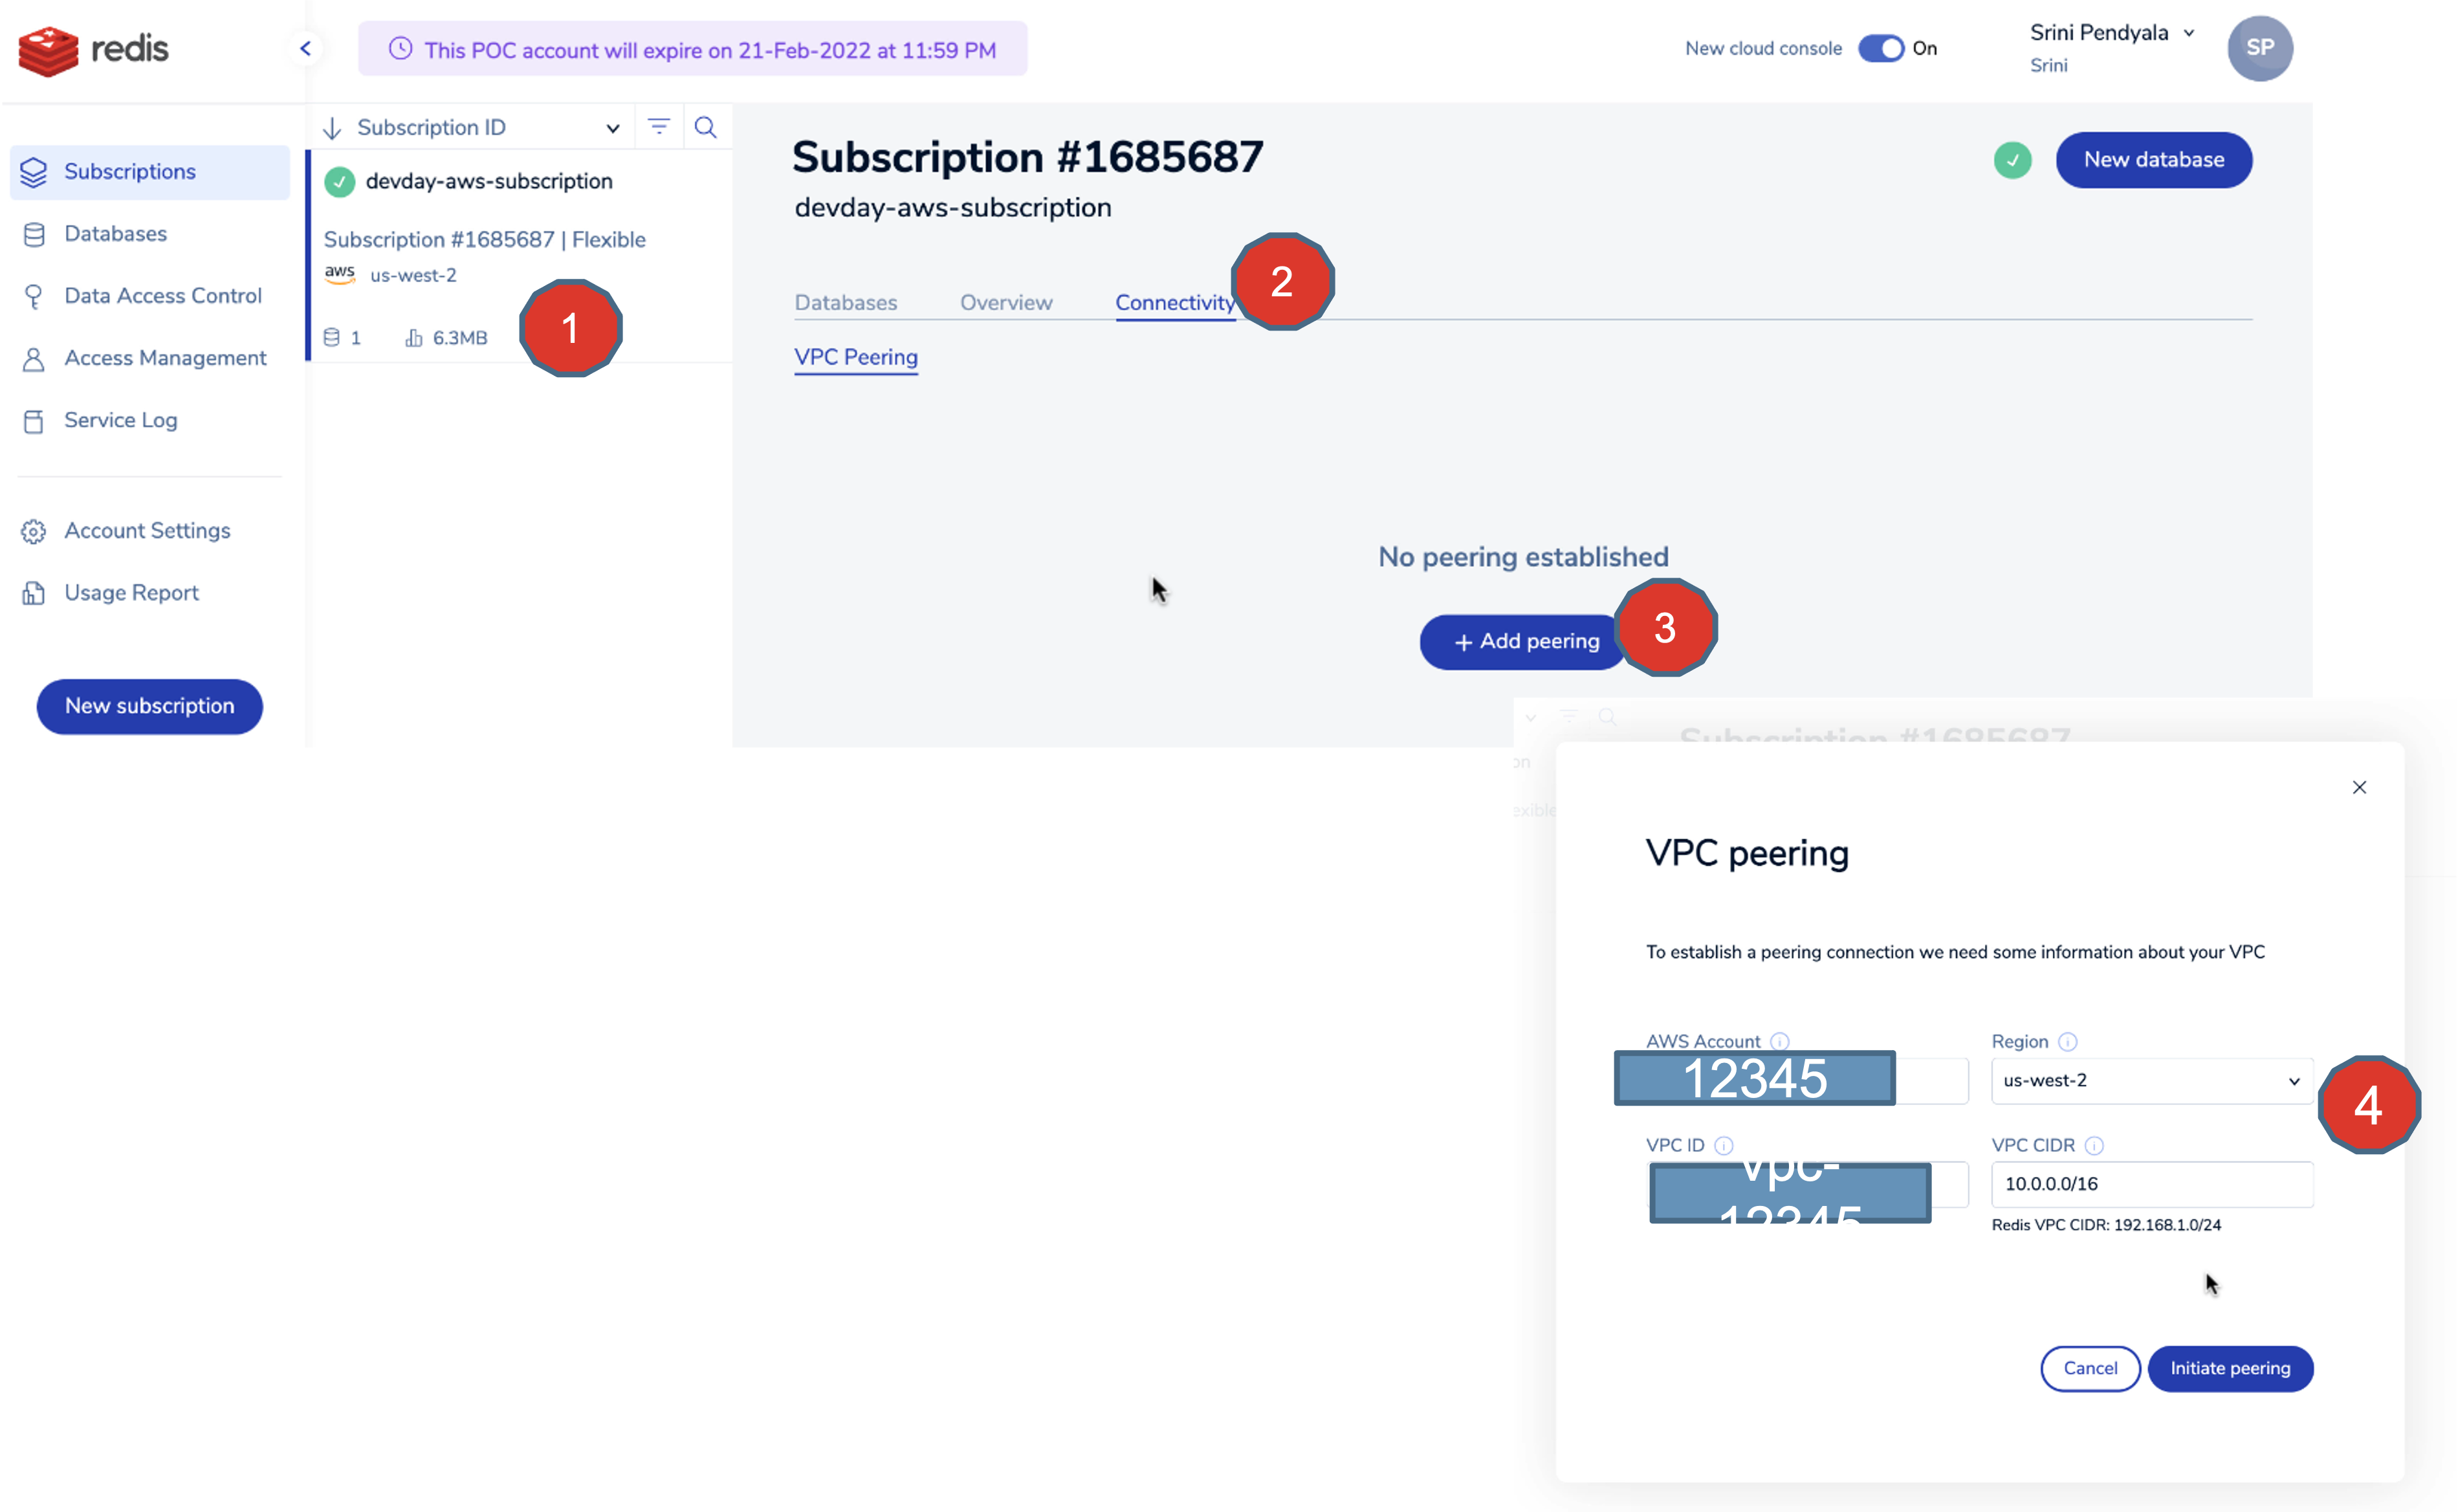 redis
This POC account will expire on 21-Feb-2022 at 11:59 PM
New cloud console On
Srini Pendyala
Srini
SP
Subscriptions
Databases
Data Access Control
Access Management
Service Log
Account Settings
Usage Report
New subscription
Subscription ID
devday-aws-subscription
Subscription #1685687 | Flexible
aws us-west-2
1 6.3MB
1
Subscription #1685687
devday-aws-subscription
New database
Databases Overview Connectivity
2
VPC Peering
No peering established
+ Add peering
3
Subscription #1685687
on
exible
VPC peering
To establish a peering connection we need some information about your VPC
AWS Account
12345
Region
us-west-2
4
VPC ID
vpc-
12345
VPC CIDR
10.0.0.0/16
Redis VPC CIDR: 192.168.1.0/24
Cancel
Initiate peering